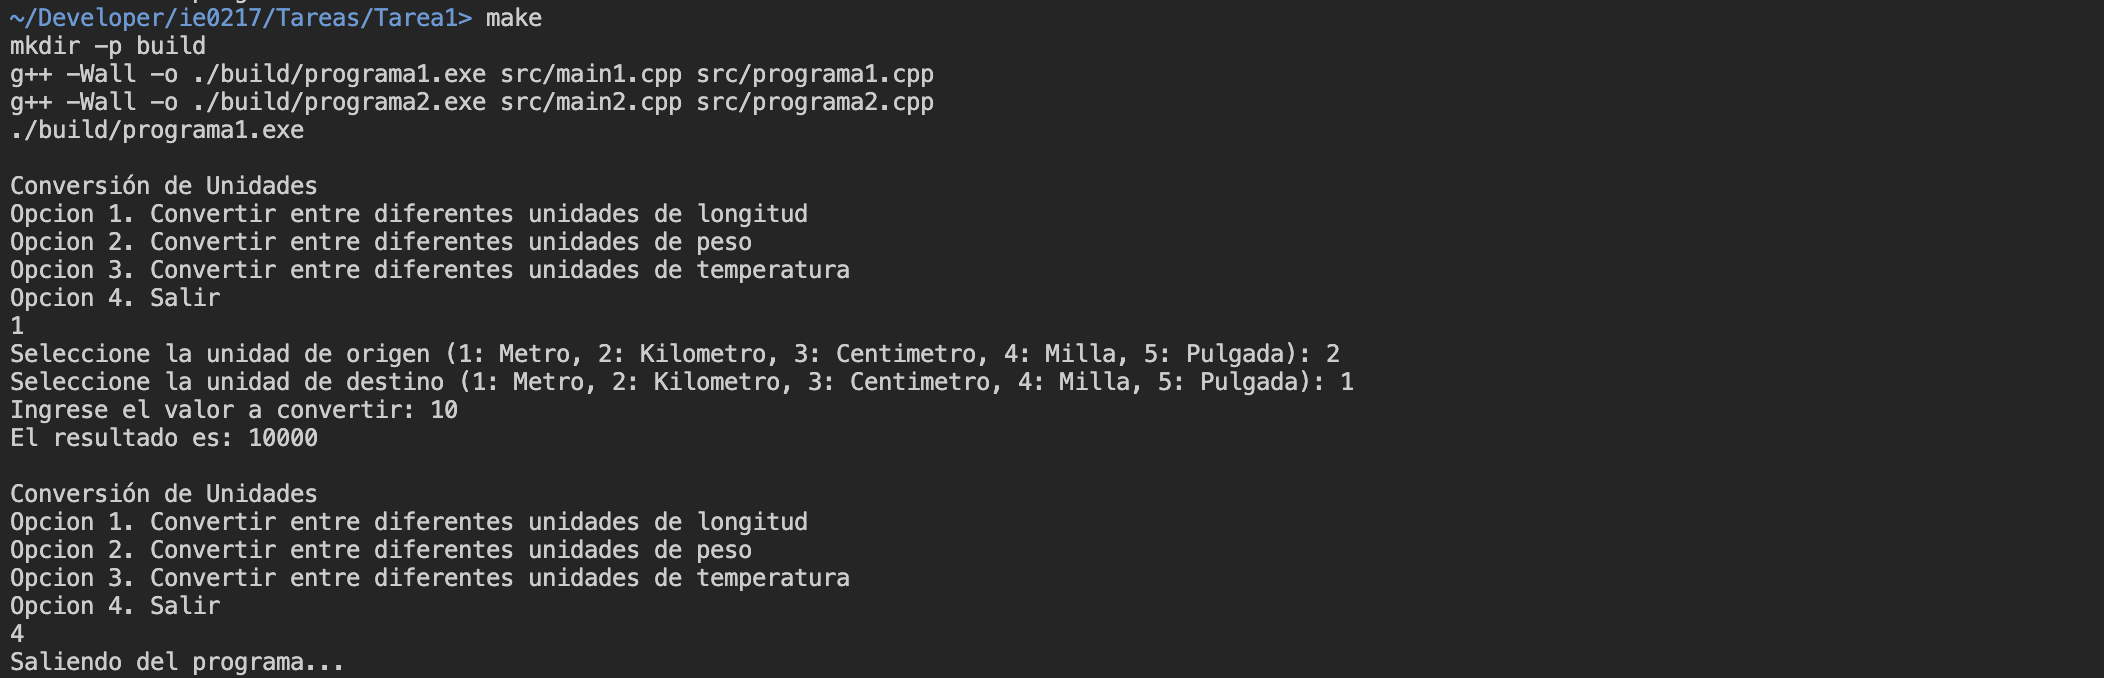 ~/Developer/ie0217/Tareas/Tarea1> make
mkdir -p build
g++ -Wall -o ./build/programa1.exe src/main1.cpp src/programa1.cpp
g++ -Wall -o ./build/programa2.exe src/main2.cpp src/programa2.cpp
./build/programa1.exe
Conversión de Unidades
Opcion 1. Convertir entre diferentes unidades de longitud
Opcion 2. Convertir entre diferentes unidades de peso
Opcion 3. Convertir entre diferentes unidades de temperatura
Opcion 4. Salir
1
Seleccione la unidad de origen (1: Metro, 2: Kilometro, 3: Centimetro, 4: Milla, 5: Pulgada): 2
Seleccione la unidad de destino (1: Metro, 2: Kilometro, 3: Centimetro, 4: Milla, 5: Pulgada): 1
Ingrese el valor a convertir: 10
El resultado es: 10000
Conversión de Unidades
Opcion 1. Convertir entre diferentes unidades de longitud
Opcion 2. Convertir entre diferentes unidades de peso
Opcion 3. Convertir entre diferentes unidades de temperatura
Opcion 4. Salir
4
Saliendo del programa...